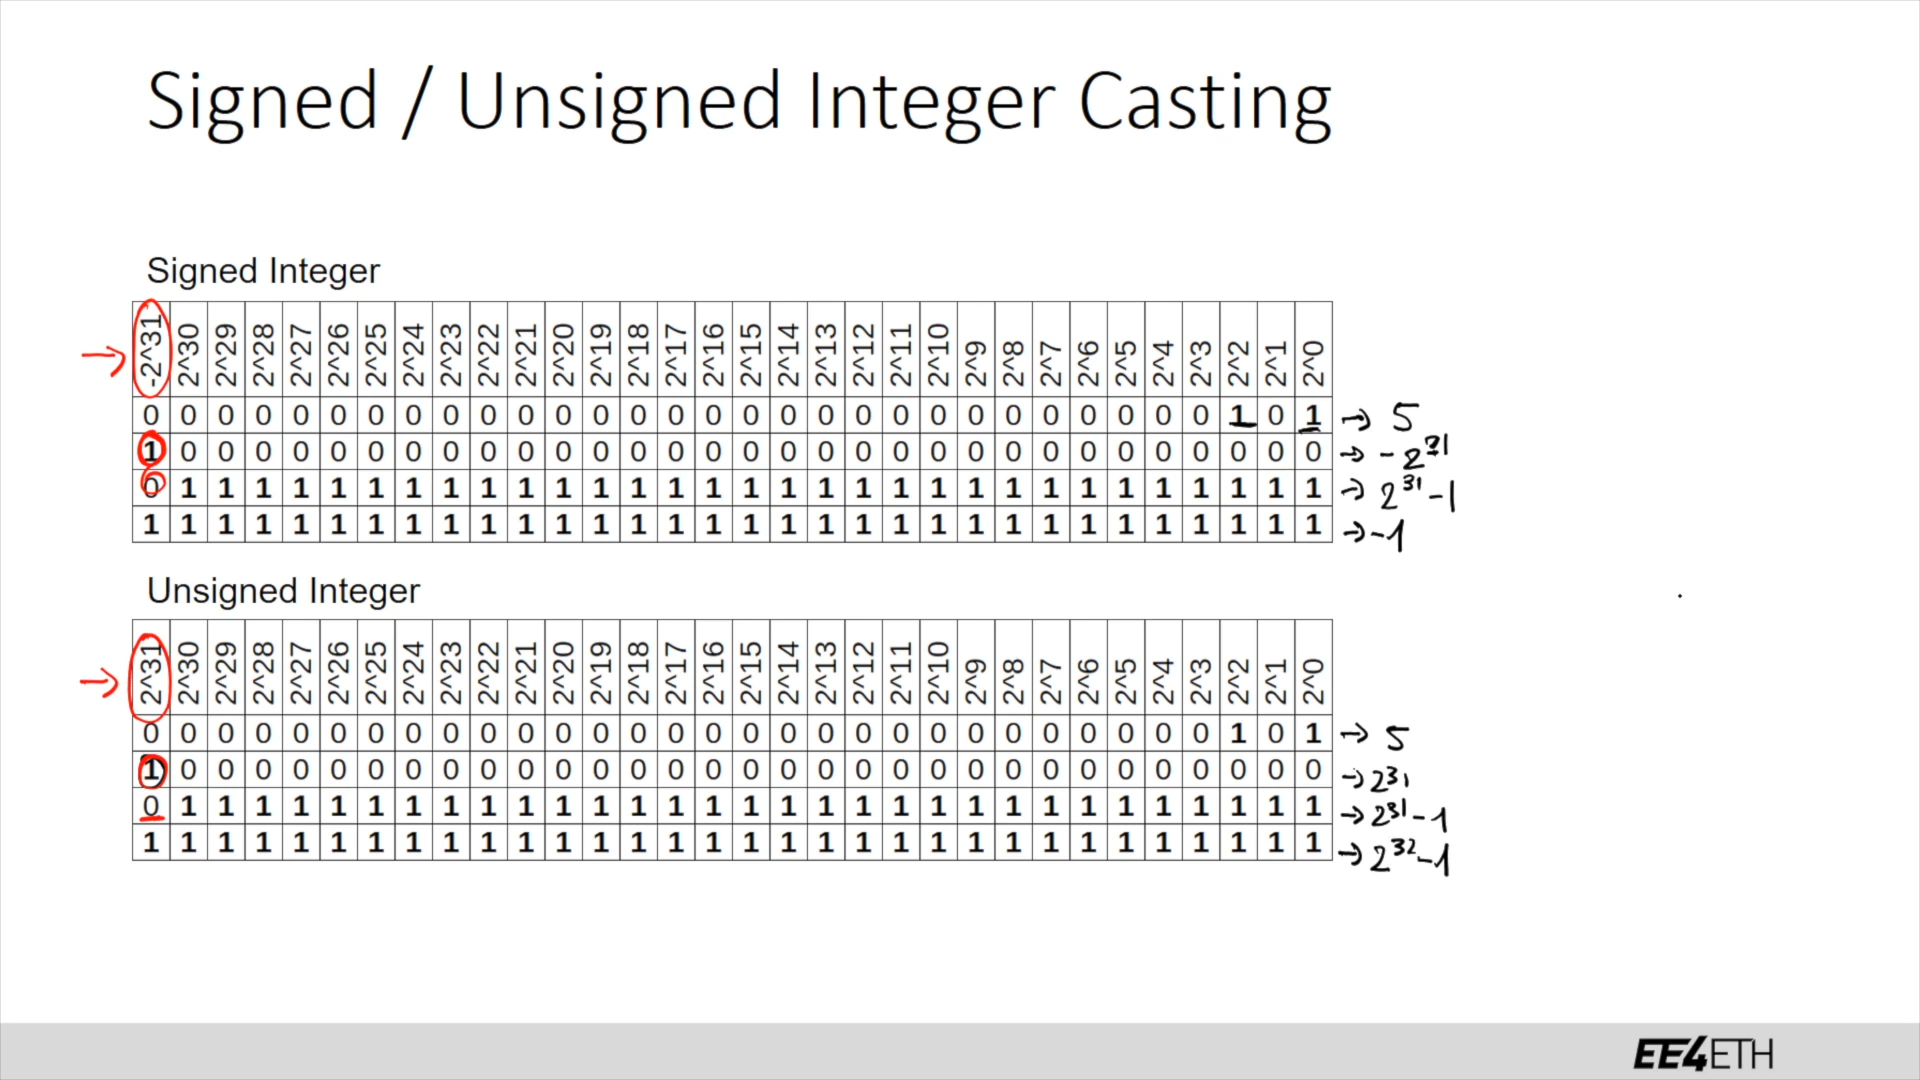 Signed / Unsigned Integer Casting
Signed Integer
-2^31 2^30 2^29 2^28 2^27 2^26 2^25 2^24 2^23 2^22 2^21 2^20 2^19 2^18 2^17 2^16 2^15 2^14 2^13 2^12 2^11 2^10 2^9 2^8 2^7 2^6 2^5 2^4 2^3 2^2 2^1 2^0
0 0 0 0 0 0 0 0 0 0 0 0 0 0 0 0 0 0 0 0 0 0 0 0 0 0 0 0 0 1 0 1 → 5
1 0 0 0 0 0 0 0 0 0 0 0 0 0 0 0 0 0 0 0 0 0 0 0 0 0 0 0 0 0 0 0 → -2^31
0 1 1 1 1 1 1 1 1 1 1 1 1 1 1 1 1 1 1 1 1 1 1 1 1 1 1 1 1 1 1 1 → 2^31-1
1 1 1 1 1 1 1 1 1 1 1 1 1 1 1 1 1 1 1 1 1 1 1 1 1 1 1 1 1 1 1 1 → -1
Unsigned Integer
2^31 2^30 2^29 2^28 2^27 2^26 2^25 2^24 2^23 2^22 2^21 2^20 2^19 2^18 2^17 2^16 2^15 2^14 2^13 2^12 2^11 2^10 2^9 2^8 2^7 2^6 2^5 2^4 2^3 2^2 2^1 2^0
0 0 0 0 0 0 0 0 0 0 0 0 0 0 0 0 0 0 0 0 0 0 0 0 0 0 0 0 0 1 0 1 → 5
1 0 0 0 0 0 0 0 0 0 0 0 0 0 0 0 0 0 0 0 0 0 0 0 0 0 0 0 0 0 0 0 → 2^31
0 1 1 1 1 1 1 1 1 1 1 1 1 1 1 1 1 1 1 1 1 1 1 1 1 1 1 1 1 1 1 1 → 2^31-1
1 1 1 1 1 1 1 1 1 1 1 1 1 1 1 1 1 1 1 1 1 1 1 1 1 1 1 1 1 1 1 1 → 2^32-1
EE4ETH